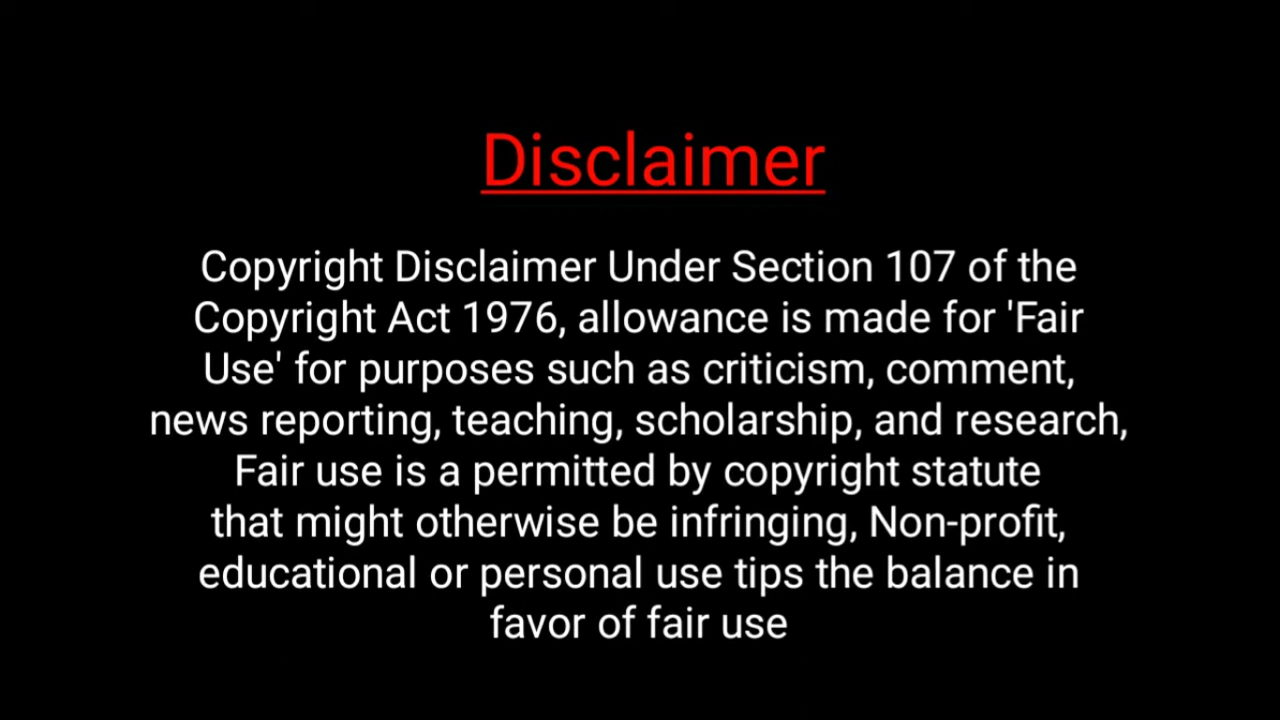 Disclaimer
Copyright Disclaimer Under Section 107 of the
Copyright Act 1976, allowance is made for 'Fair
Use' for purposes such as criticism, comment,
news reporting, teaching, scholarship, and research,
Fair use is a permitted by copyright statute
that might otherwise be infringing, Non-profit,
educational or personal use tips the balance in
favor of fair use